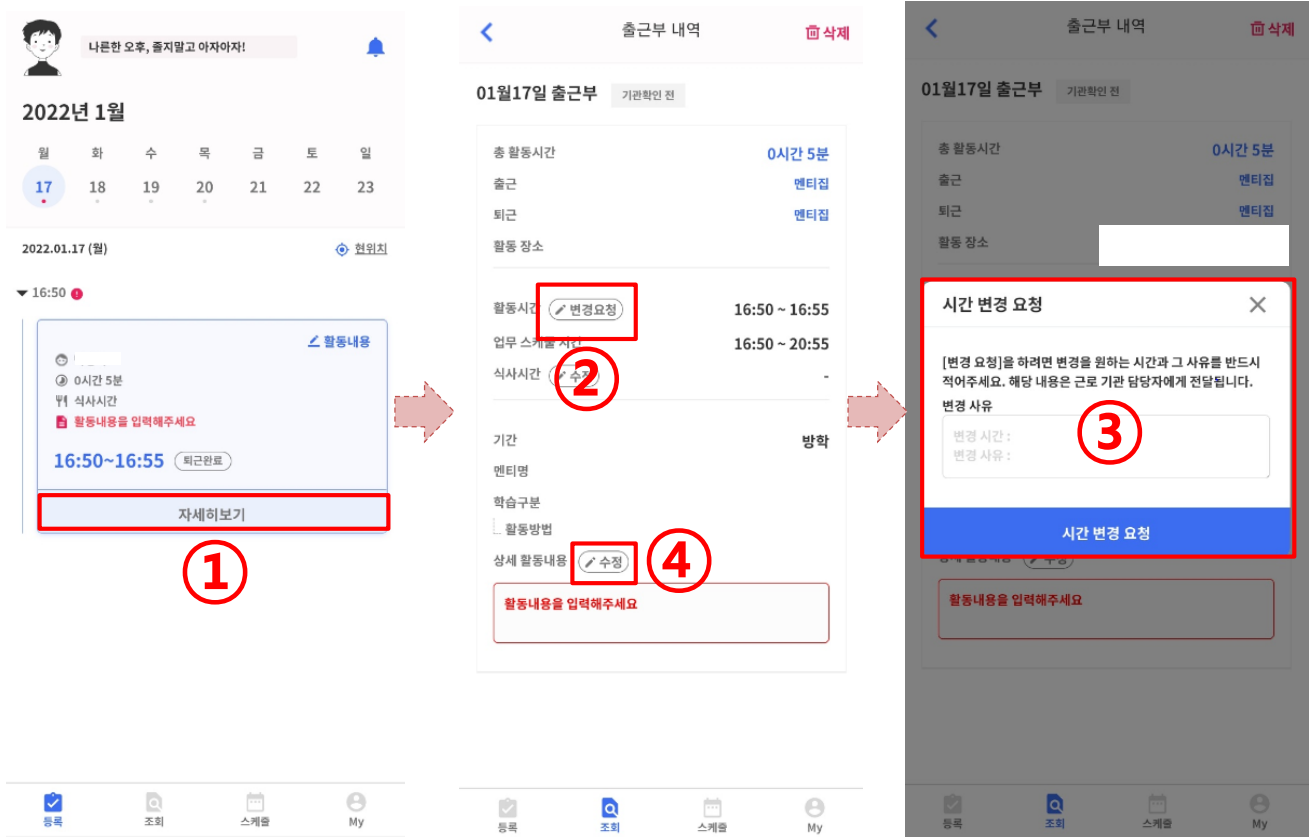 나른한 오후, 졸지말고 아자아자!
2022년 1월
월 화 수 목 금 토 일
17 18 19 20 21 22 23
2022.01.17 (월)
현위치
16:50
활동내용
0시간 5분
식사시간
활동내용을 입력해주세요
16:50~16:55 퇴근완료
자세히보기
①
등록 조회 스케줄 My
출근부 내역
삭제
01월17일 출근부 기관확인 전
총 활동시간 0시간 5분
출근 멘티집
퇴근 멘티집
활동 장소
활동시간 변경요청 16:50 ~ 16:55
②
업무 스케줄 시간 16:50 ~ 20:55
식사시간 수정 -
기간 방학
멘티명
학습구분
활동방법
상세 활동내용 수정
④
활동내용을 입력해주세요
등록 조회 스케줄 My
출근부 내역
삭제
01월17일 출근부 기관확인 전
총 활동시간 0시간 5분
출근 멘티집
퇴근 멘티집
활동 장소
시간 변경 요청
[변경 요청]을 하려면 변경을 원하는 시간과 그 사유를 반드시
적어주세요. 해당 내용은 근로 기관 담당자에게 전달됩니다.
변경 사유
변경 시간 :
변경 사유 :
③
시간 변경 요청
상세 활동내용 수정
활동내용을 입력해주세요
등록 조회 스케줄 My